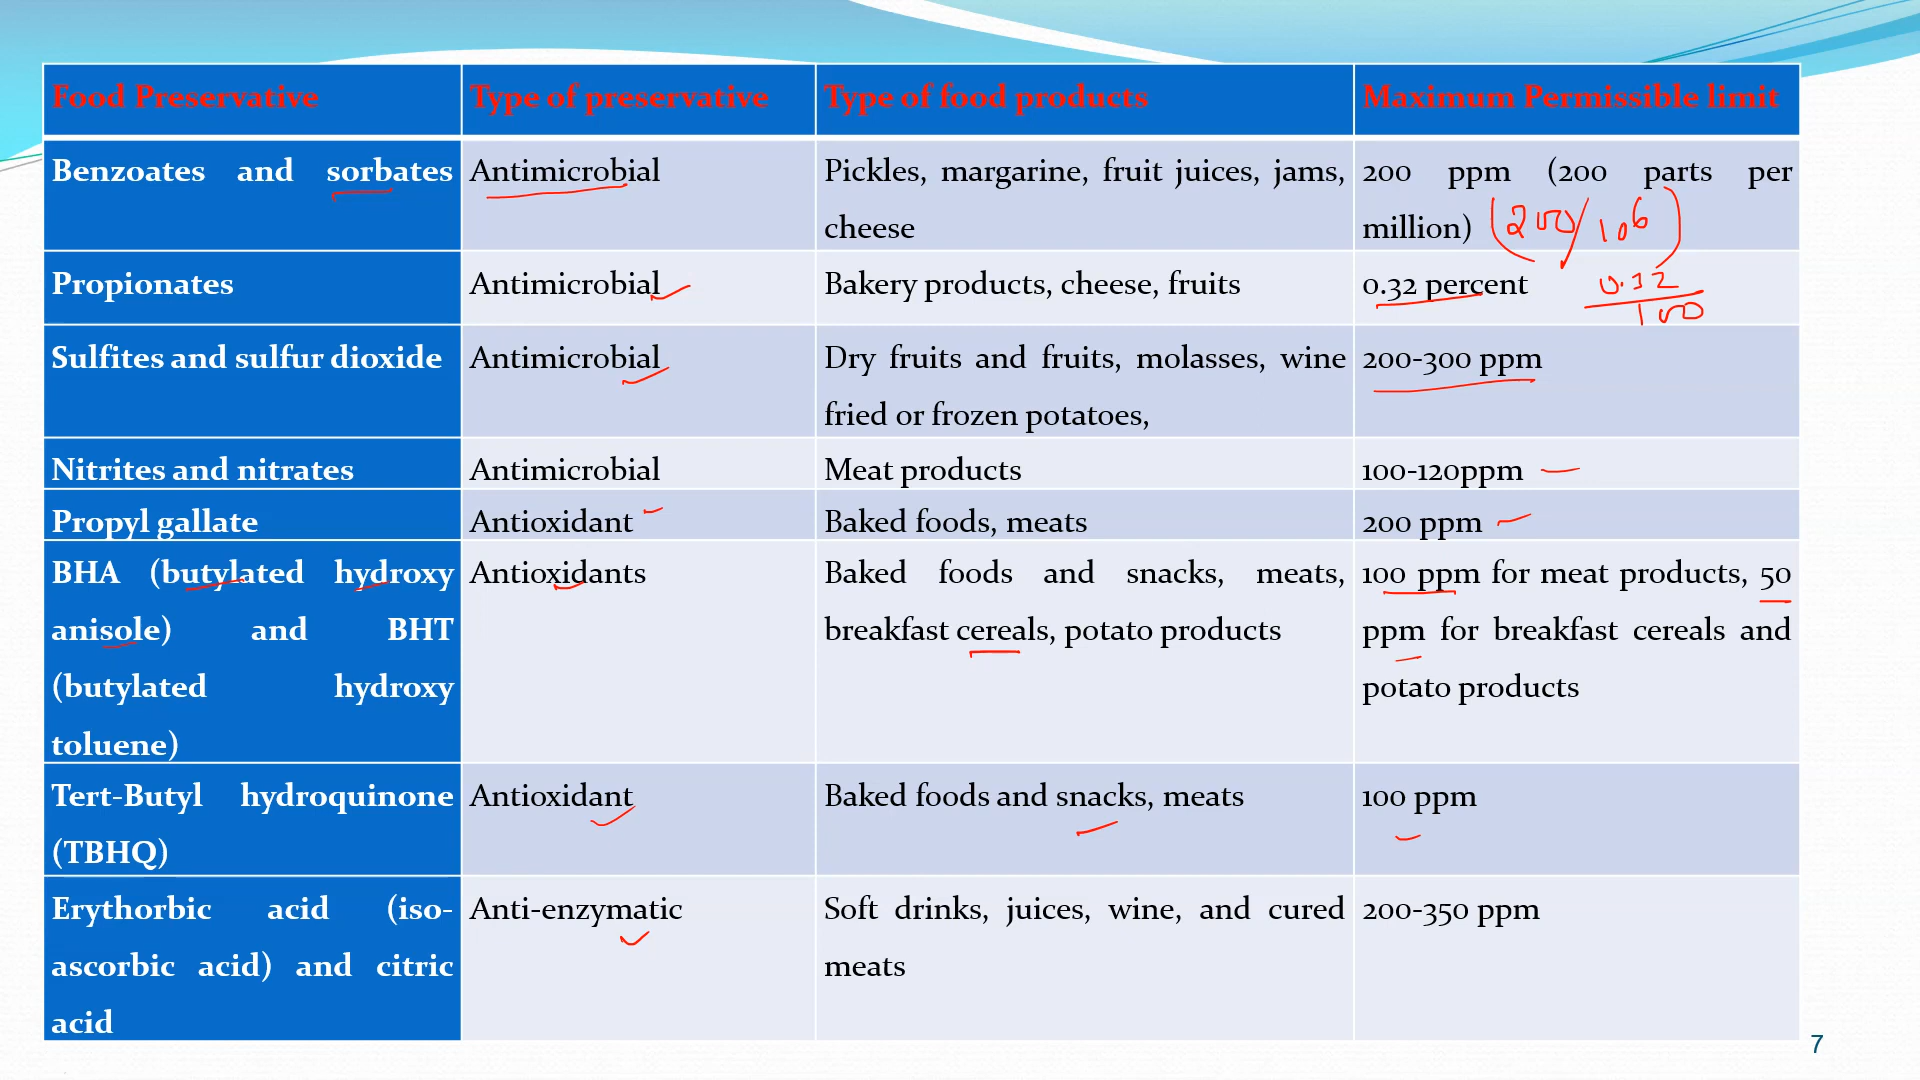 Food Preservative Type of preservative Type of food products Maximum Permissible limit
Benzoates and sorbates Antimicrobial Pickles, margarine, fruit juices, jams, 200 ppm (200 parts per
cheese million) (200/10⁶)
Propionates Antimicrobial Bakery products, cheese, fruits 0.32 percent 0.32
100
Sulfites and sulfur dioxide Antimicrobial Dry fruits and fruits, molasses, wine 200-300 ppm
fried or frozen potatoes,
Nitrites and nitrates Antimicrobial Meat products 100-120ppm
Propyl gallate Antioxidant Baked foods, meats 200 ppm
BHA (butylated hydroxy Antioxidants Baked foods and snacks, meats, 100 ppm for meat products, 50
anisole) and BHT breakfast cereals, potato products ppm for breakfast cereals and
(butylated hydroxy potato products
toluene)
Tert-Butyl hydroquinone Antioxidant Baked foods and snacks, meats 100 ppm
(TBHQ)
Erythorbic acid (iso- Anti-enzymatic Soft drinks, juices, wine, and cured 200-350 ppm
ascorbic acid) and citric meats
acid
7